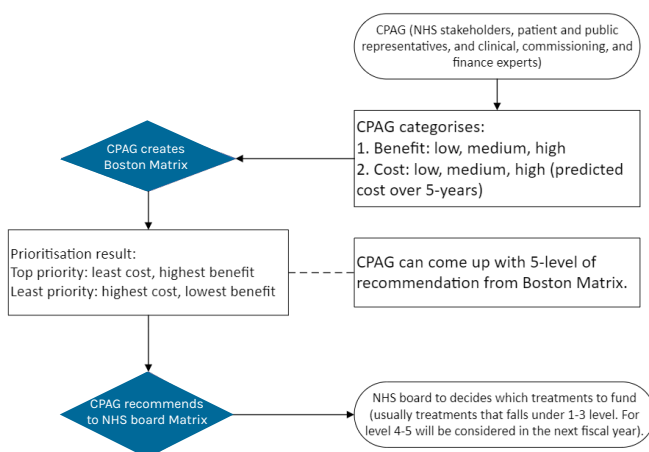 CPAG (NHS stakeholders, patient and public
representatives, and clinical, commissioning, and
finance experts)
CPAG categorises:
1. Benefit: low, medium, high
2. Cost: low, medium, high (predicted
cost over 5-years)
CPAG creates
Boston Matrix
Prioritisation result:
Top priority: least cost, highest benefit
Least priority: highest cost, lowest benefit
CPAG can come up with 5-level of
recommendation from Boston Matrix.
CPAG recommends
to NHS board Matrix
NHS board to decides which treatments to fund
(usually treatments that falls under 1-3 level. For
level 4-5 will be considered in the next fiscal year).